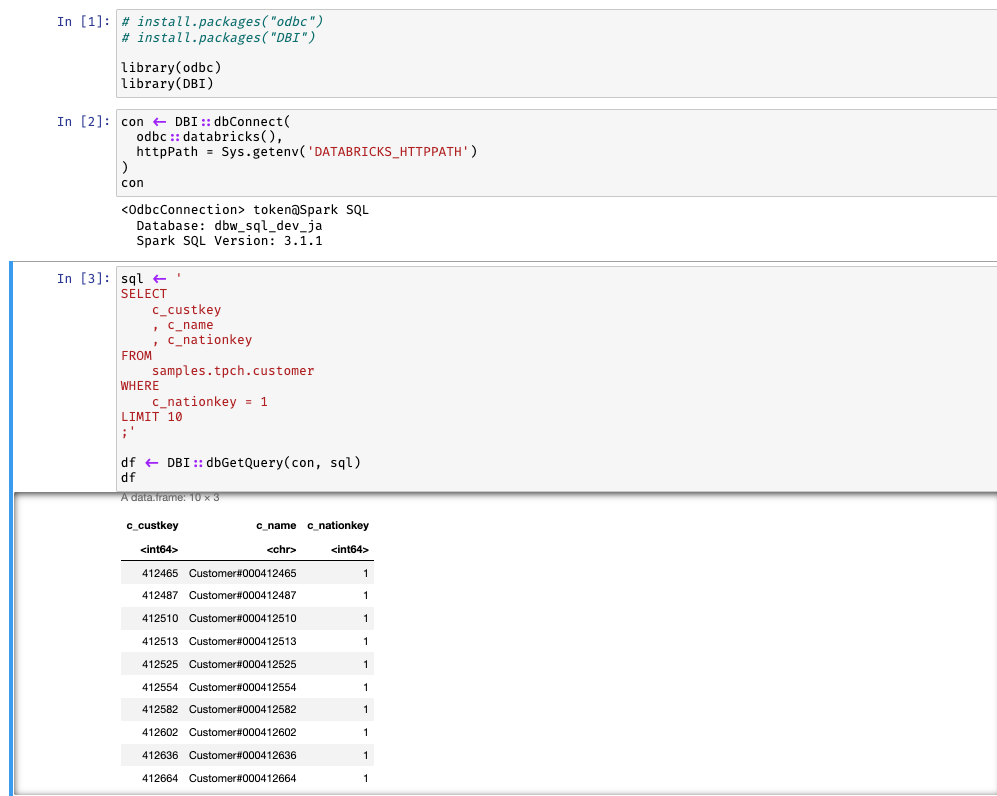 In [1]: # install.packages("odbc")
# install.packages("DBI")
library(odbc)
library(DBI)
In [2]: con ← DBI::dbConnect(
  odbc::databricks(),
  httpPath = Sys.getenv('DATABRICKS_HTTPPATH')
)
con
<OdbcConnection> token@Spark SQL
  Database: dbw_sql_dev_ja
  Spark SQL Version: 3.1.1
In [3]: sql ← '
SELECT
    c_custkey
    , c_name
    , c_nationkey
FROM
    samples.tpch.customer
WHERE
    c_nationkey = 1
LIMIT 10
;'
df ← DBI::dbGetQuery(con, sql)
df
A data.frame: 10 × 3
c_custkey c_name c_nationkey
<int64> <chr> <int64>
412465 Customer#000412465 1
412487 Customer#000412487 1
412510 Customer#000412510 1
412513 Customer#000412513 1
412525 Customer#000412525 1
412554 Customer#000412554 1
412582 Customer#000412582 1
412602 Customer#000412602 1
412636 Customer#000412636 1
412664 Customer#000412664 1